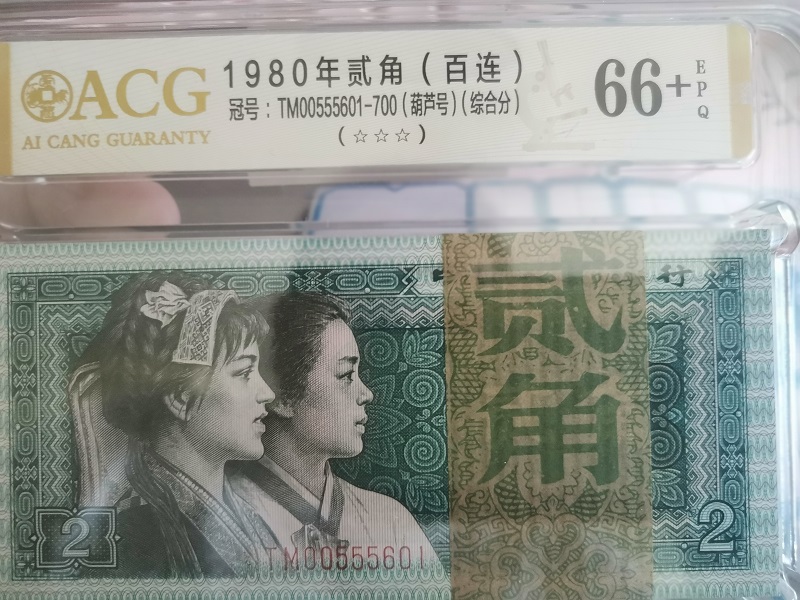 ACG
AI CANG GUARANTY
1980年贰角（百连）
冠号：TM00555601-700（葫芦号）（综合分）
（☆☆☆）
66+
EPQ
行
贰角
2
TM00555601
2